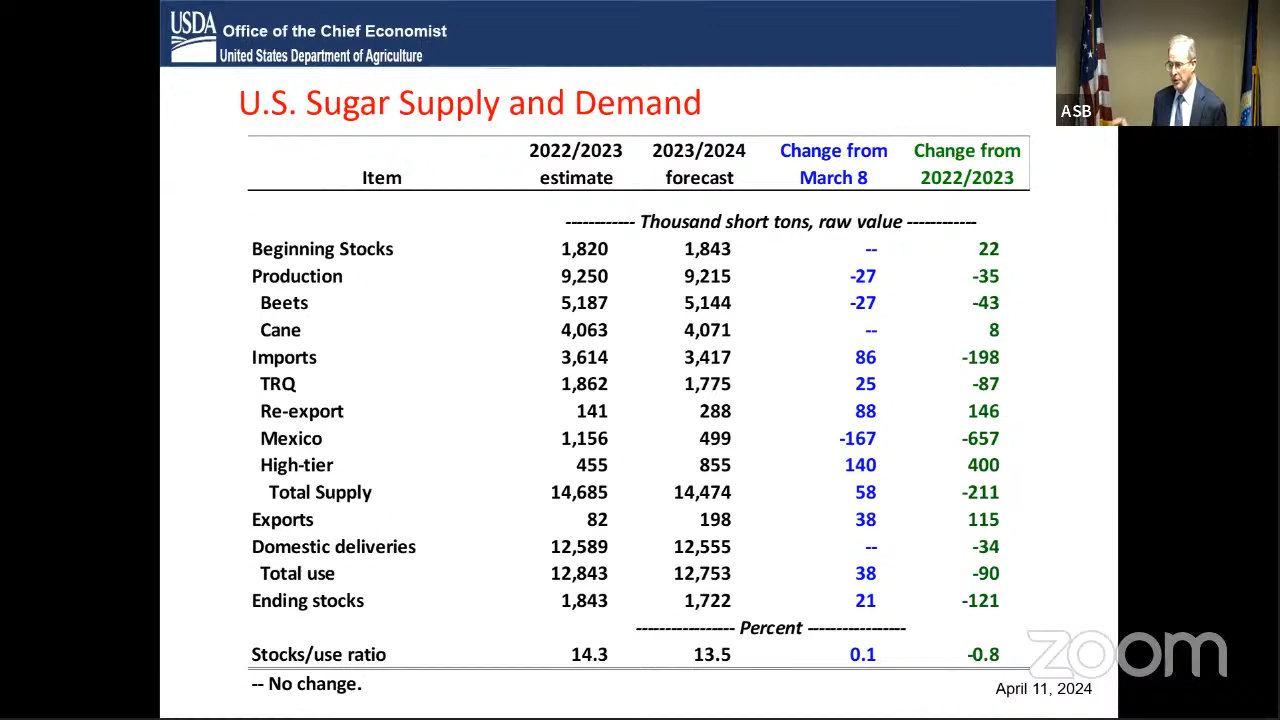 USDA Office of the Chief Economist
United States Department of Agriculture
ASB
U.S. Sugar Supply and Demand
Item 2022/2023 estimate 2023/2024 forecast Change from March 8 Change from 2022/2023
------------ Thousand short tons, raw value ------------
Beginning Stocks 1,820 1,843 -- 22
Production 9,250 9,215 -27 -35
Beets 5,187 5,144 -27 -43
Cane 4,063 4,071 -- 8
Imports 3,614 3,417 86 -198
TRQ 1,862 1,775 25 -87
Re-export 141 288 88 146
Mexico 1,156 499 -167 -657
High-tier 455 855 140 400
Total Supply 14,685 14,474 58 -211
Exports 82 198 38 115
Domestic deliveries 12,589 12,555 -- -34
Total use 12,843 12,753 38 -90
Ending stocks 1,843 1,722 21 -121
----------------- Percent -----------------
Stocks/use ratio 14.3 13.5 0.1 -0.8
-- No change.
zoom
April 11, 2024